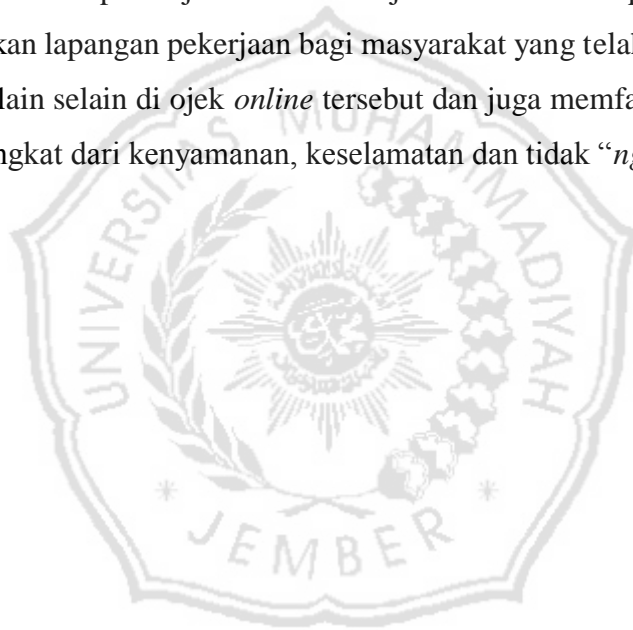 kan lapangan pekerjaan bagi masyarakat yang telal
lain selain di ojek online tersebut dan juga memfa
ngkat dari kenyamanan, keselamatan dan tidak “ng
UNIVERSITAS MUHAMMADIYAH
JEMBER